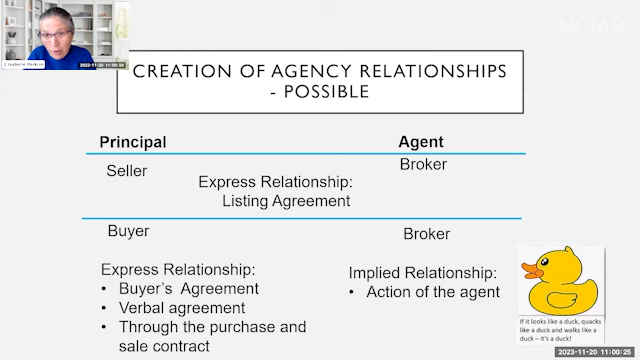 Isabelle Perkins
2023-11-20 11:00:24
CREATION OF AGENCY RELATIONSHIPS
- POSSIBLE
Principal Agent
Seller Broker
Express Relationship:
Listing Agreement
Buyer Broker
Express Relationship:
• Buyer's Agreement
• Verbal agreement
• Through the purchase and
sale contract
Implied Relationship:
• Action of the agent
If it looks like a duck, quacks
like a duck and walks like a
duck – it's a duck!
2023-11-20 11:00:25